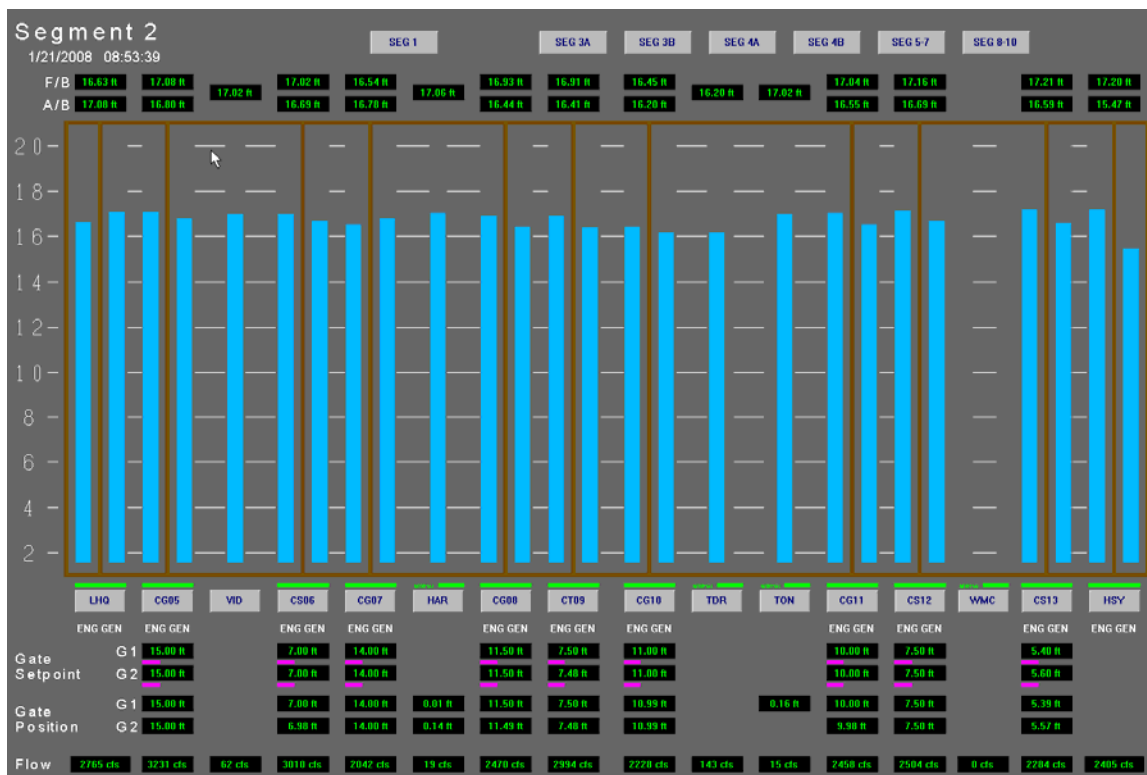 Segment 2
1/21/2008 08:53:39
SEG 1 SEG 3A SEG 3B SEG 4A SEG 4B SEG 5-7 SEG 8-10
F/B 16.63 ft 17.08 ft 17.02 ft 16.54 ft 16.93 ft 16.91 ft 16.45 ft 17.04 ft 17.16 ft 17.21 ft 17.20 ft
17.02 ft 17.06 ft 16.20 ft 17.02 ft
A/B 17.08 ft 16.80 ft 16.69 ft 16.78 ft 16.44 ft 16.41 ft 16.20 ft 16.55 ft 16.69 ft 16.59 ft 15.47 ft
20
18
16
14
12
10
8
6
4
2
LHQ CG05 VID CS06 CG07 HAR CG08 CT09 CG10 TDR TON CG11 CS12 WMC CS13 HSY
ENG GEN ENG GEN ENG GEN ENG GEN ENG GEN ENG GEN ENG GEN ENG GEN ENG GEN ENG GEN ENG GEN
Gate Setpoint
G1 15.00 ft 7.00 ft 14.00 ft 11.50 ft 7.50 ft 11.00 ft 10.00 ft 7.50 ft 5.40 ft
G2 15.00 ft 7.00 ft 14.00 ft 11.50 ft 7.48 ft 11.00 ft 10.00 ft 7.50 ft 5.60 ft
Gate Position
G1 15.00 ft 7.00 ft 14.00 ft 0.01 ft 11.50 ft 7.50 ft 10.99 ft 0.16 ft 10.00 ft 7.50 ft 5.39 ft
G2 15.00 ft 6.98 ft 14.00 ft 0.14 ft 11.49 ft 7.48 ft 10.99 ft 9.98 ft 7.50 ft 5.57 ft
Flow 2765 cfs 3231 cfs 62 cfs 3010 cfs 2042 cfs 19 cfs 2470 cfs 2994 cfs 2228 cfs 143 cfs 15 cfs 2450 cfs 2504 cfs 0 cfs 2284 cfs 2405 cfs